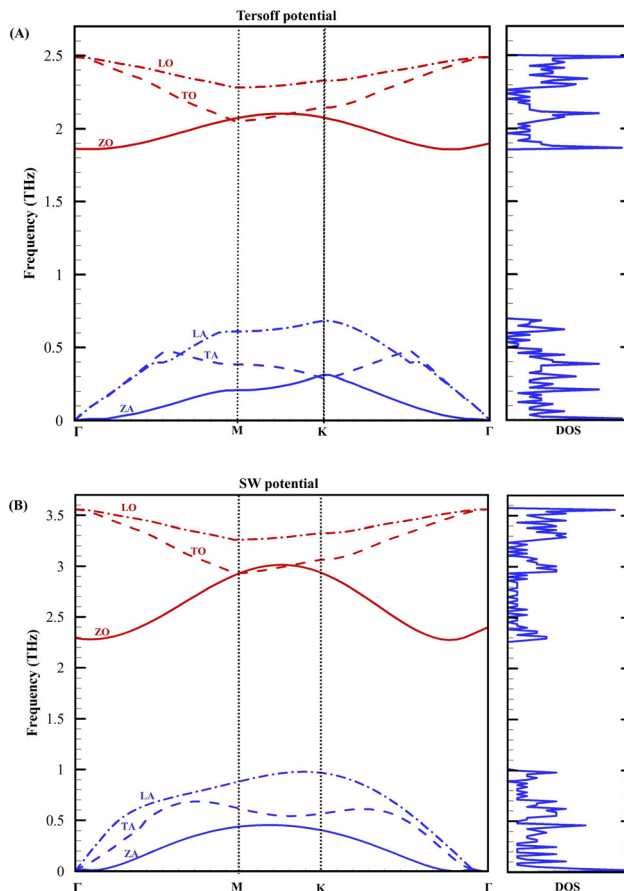 Tersoff potential
(A)
2.5
2
1.5
1
0.5
0
Frequency (THz)
LO
TO
ZO
LA
TA
ZA
Γ
M
K
Γ
DOS
SW potential
(B)
3.5
3
2.5
2
1.5
1
0.5
0
Frequency (THz)
LO
TO
ZO
LA
TA
ZA
Γ
M
K
Γ
DOS